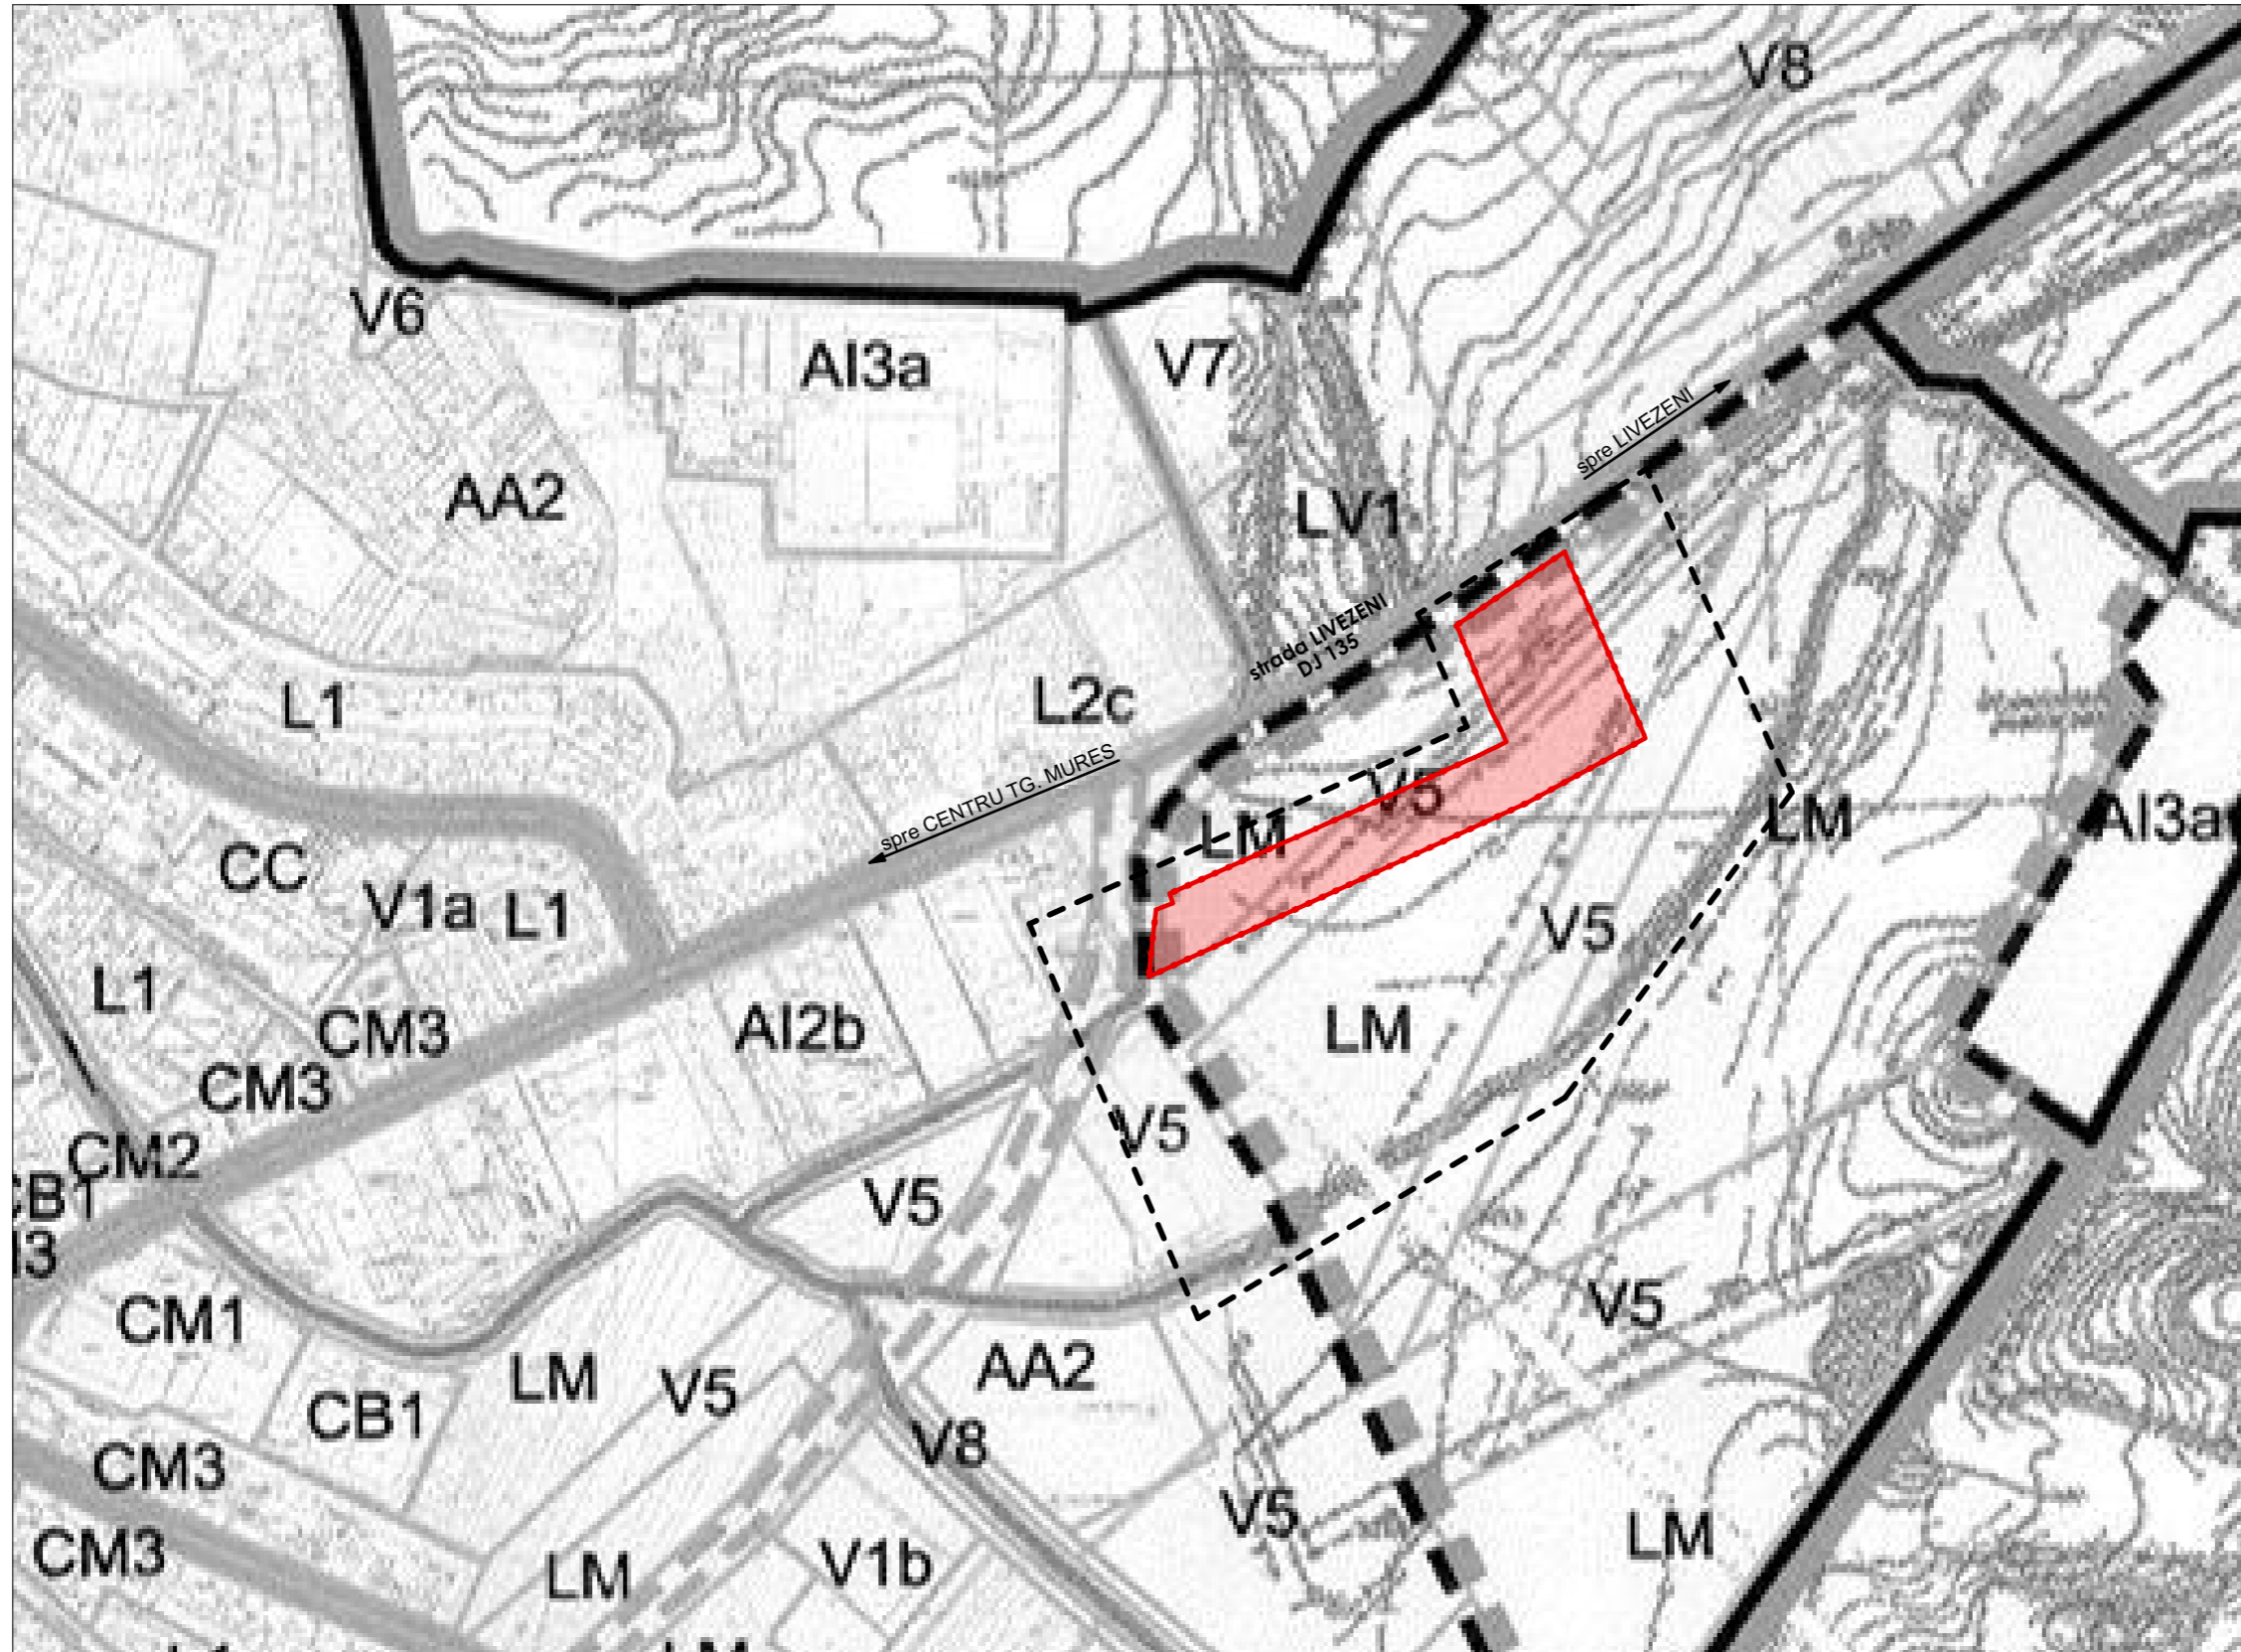 V8
V6
AI3a
V7
spre LIVEZENI
AA2
LV1
strada LIVEZENI
DJ 135
L1
L2c
spre CENTRU TG. MURES
V5
LM
LM
AI3a
CC
V1a
L1
V5
L1
CM3
AI2b
LM
CM3
V5
CM2
CB1
V5
I3
CM1
V5
LM
V5
AA2
CB1
V8
CM3
V5
LM
CM3
LM
V1b